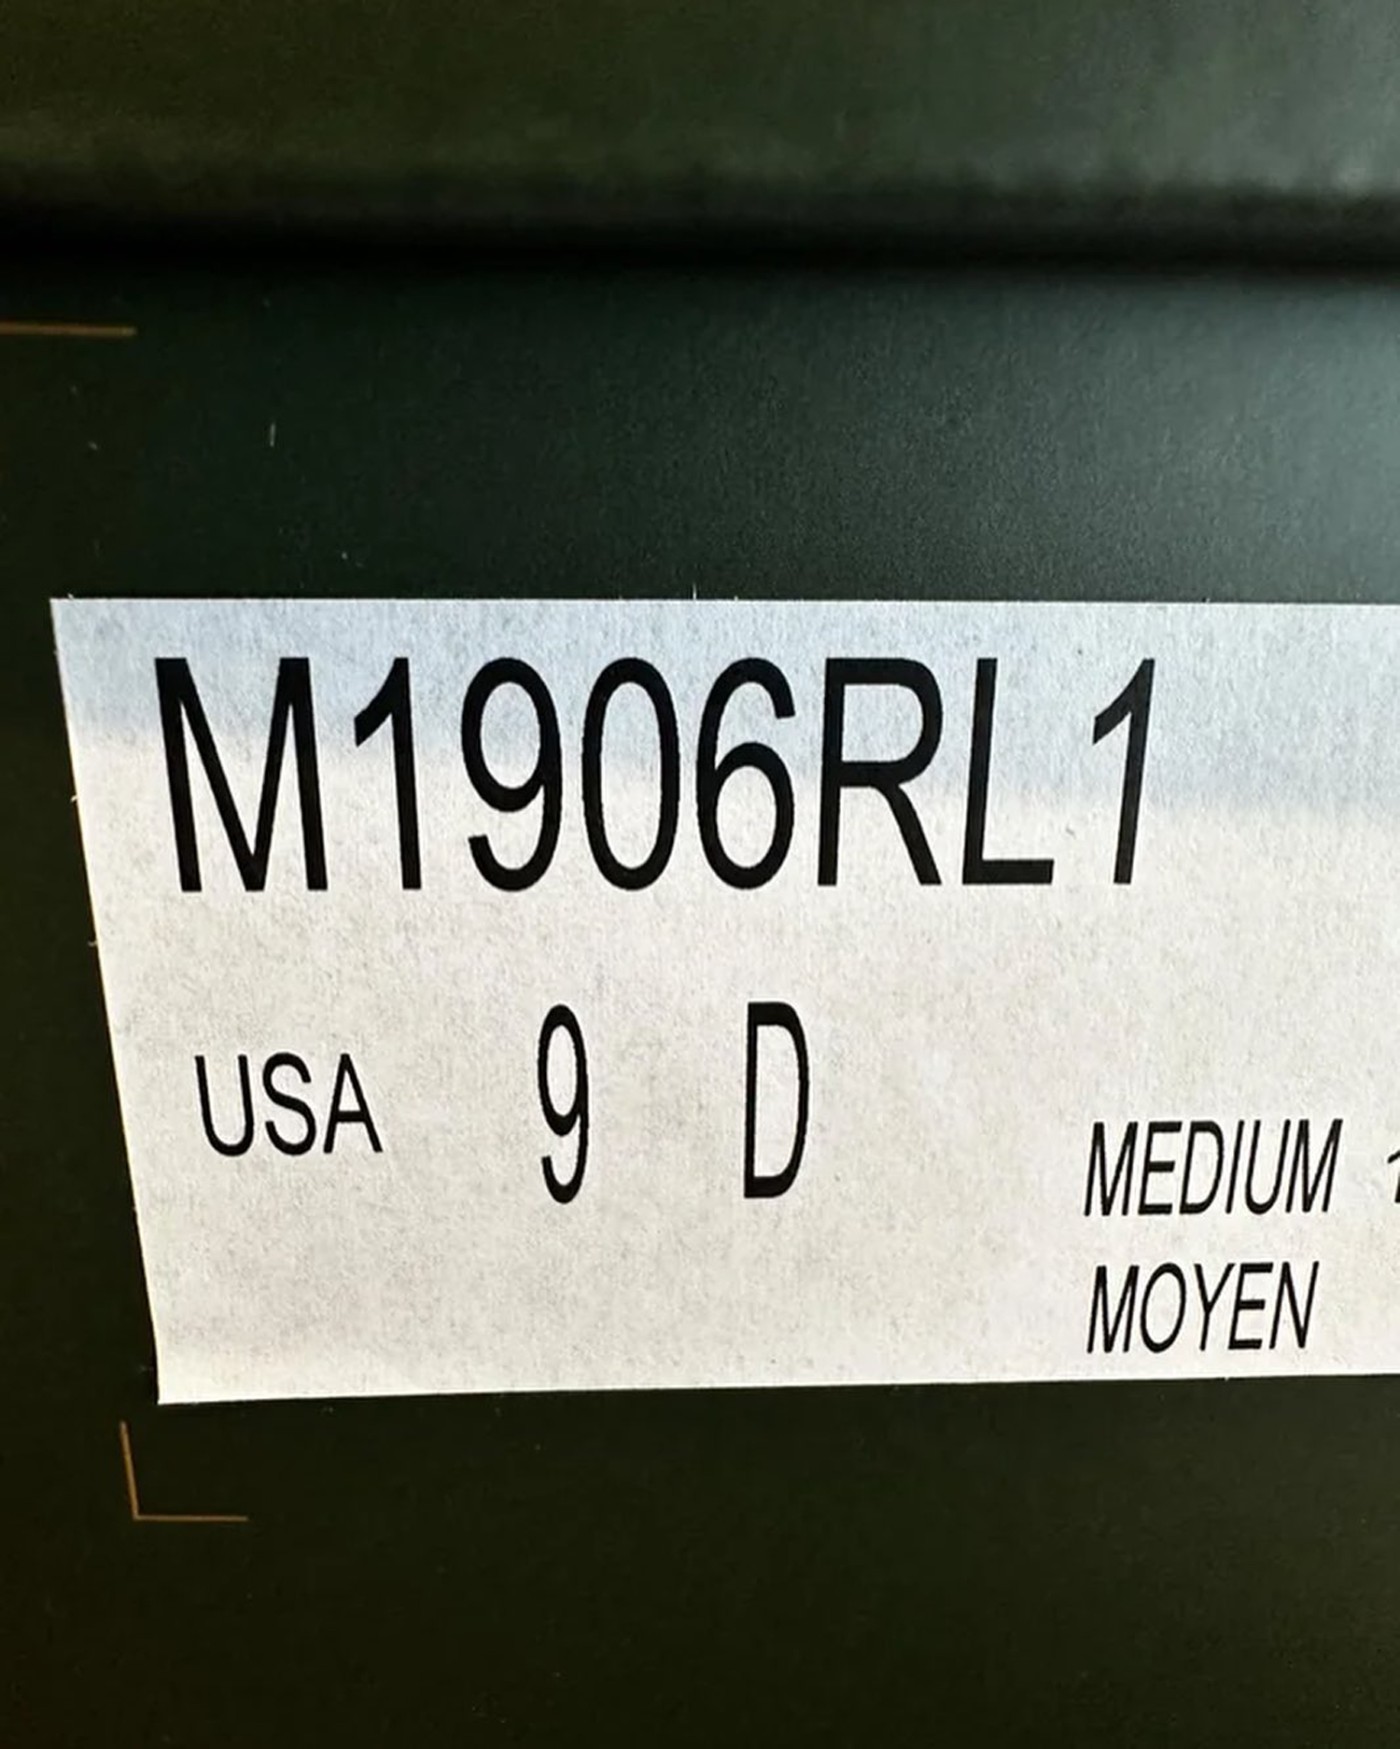 M1906RL1
USA 9 D
MEDIUM
MOYEN